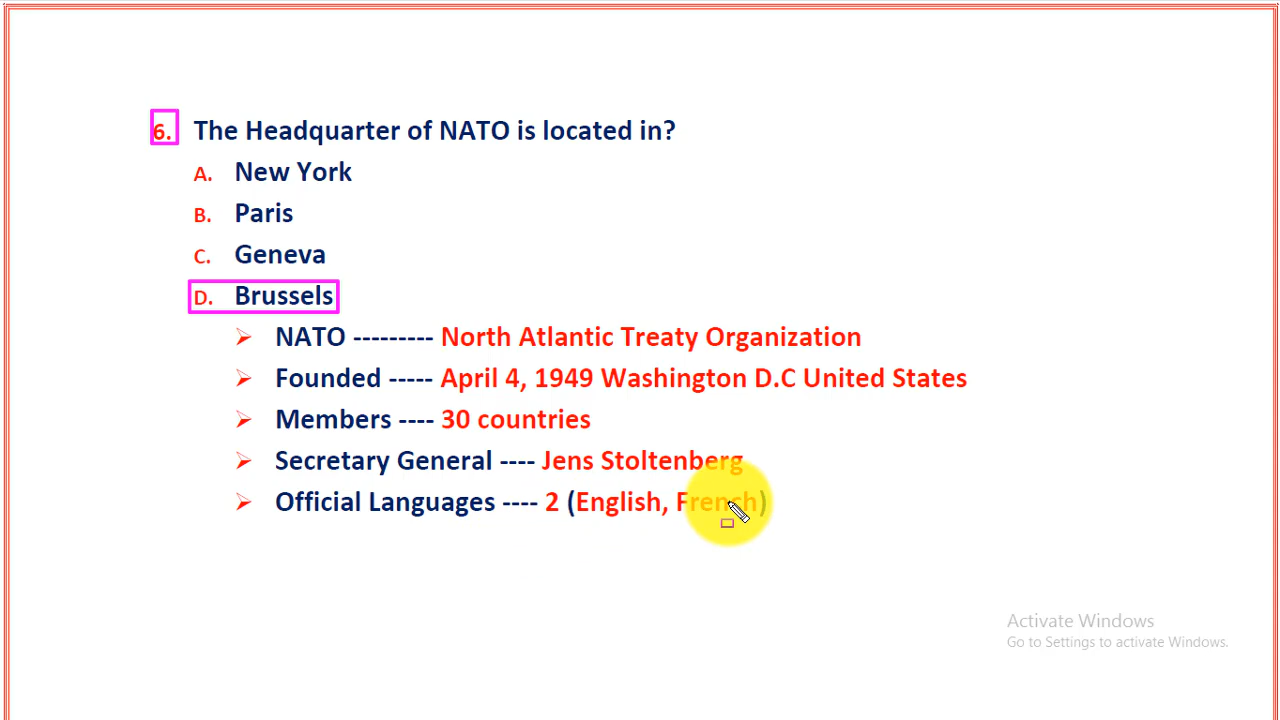 6. The Headquarter of NATO is located in?
A. New York
B. Paris
C. Geneva
D. Brussels
➢ NATO --------- North Atlantic Treaty Organization
➢ Founded ----- April 4, 1949 Washington D.C United States
➢ Members ---- 30 countries
➢ Secretary General ---- Jens Stoltenberg
➢ Official Languages ---- 2 (English, French)
Activate Windows
Go to Settings to activate Windows.